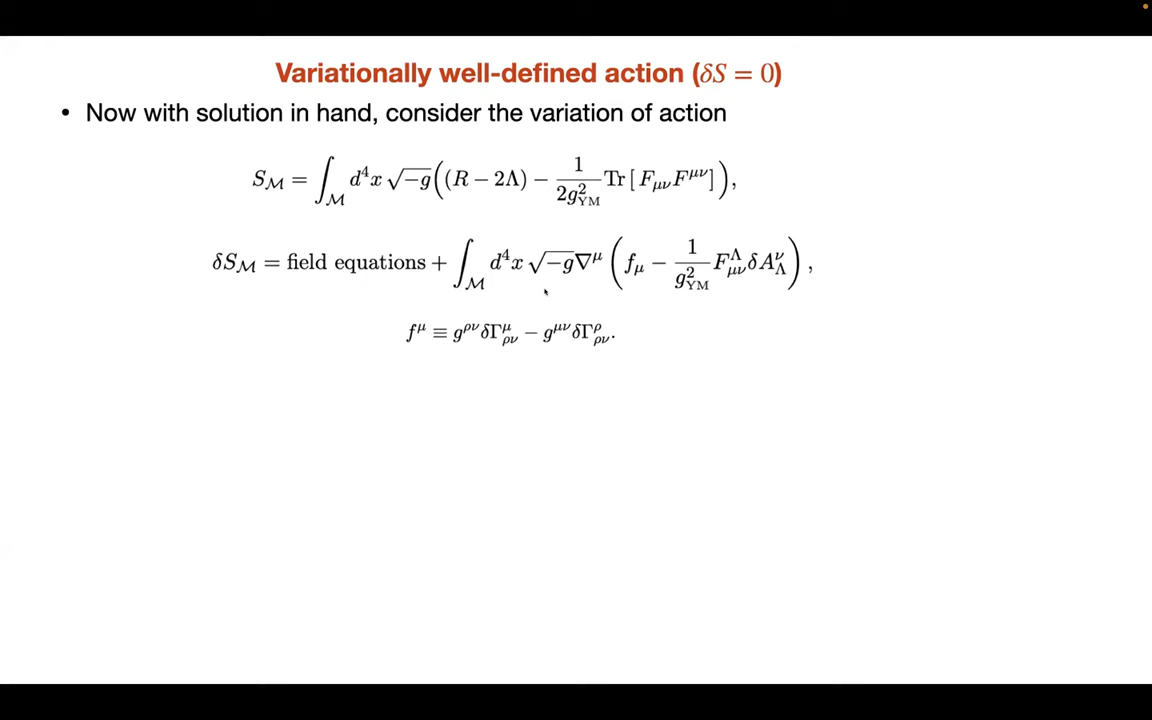 Variationally well-defined action (δS = 0)
• Now with solution in hand, consider the variation of action
S_ℳ = ∫_ℳ d⁴x √−g ( (R − 2Λ) − 1/(2g²_YM) Tr [ F_μν F^μν ] ),
δS_ℳ = field equations + ∫_ℳ d⁴x √−g ∇^μ ( f_μ − 1/(g²_YM) F^Λ_μν δA^ν_Λ ) ,
f^μ ≡ g^ρν δΓ^μ_ρν − g^μν δΓ^ρ_ρν.